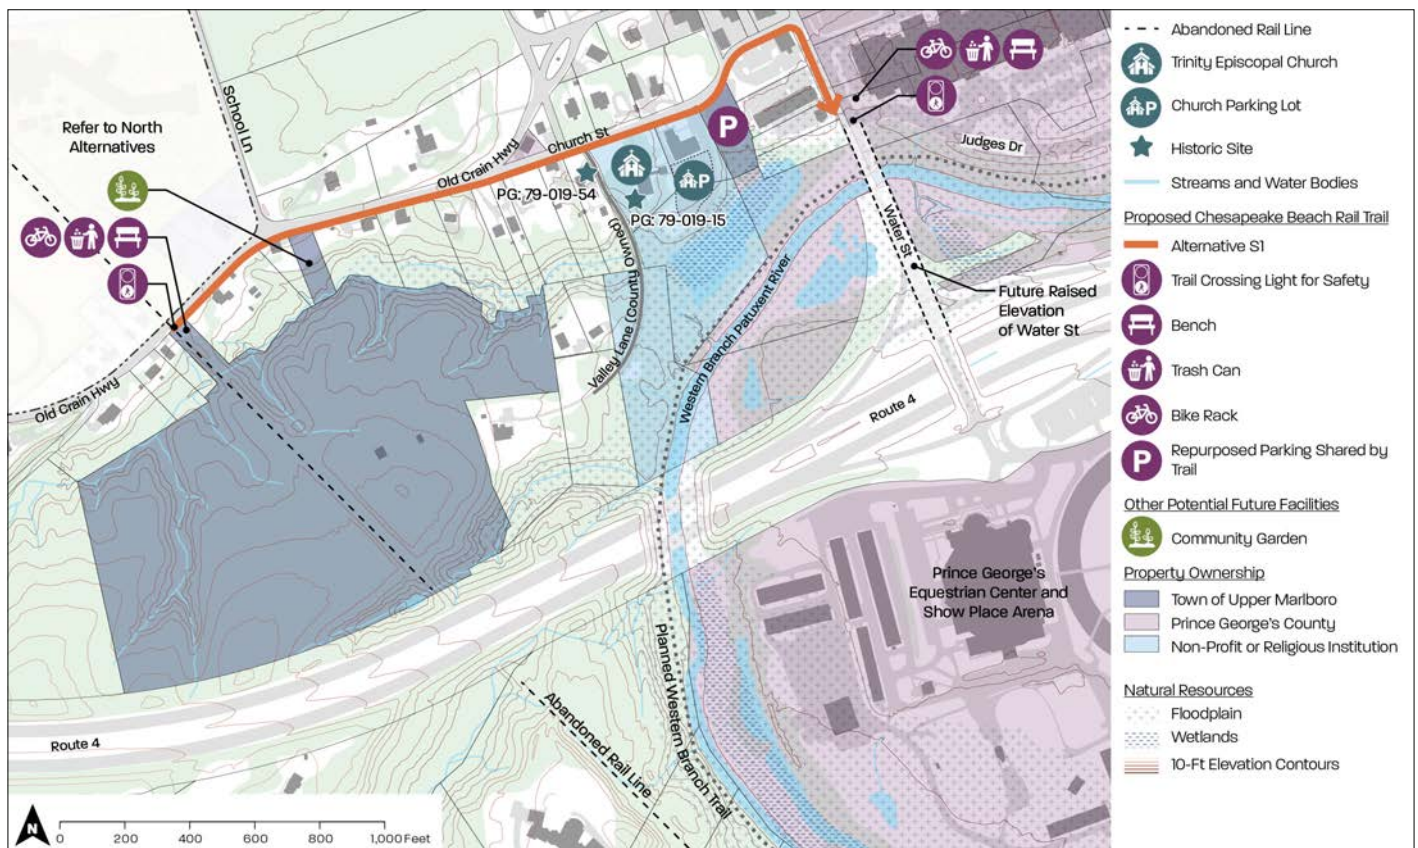 School Ln
Refer to North
Alternatives
Old Crain Hwy
Church St
P
P
Judges Dr
PG: 79-019-54
PG: 79-019-15
Valley Lane (County Owned)
Water St
Western Branch Patuxent River
Future Raised
Elevation
of Water St
Old Crain Hwy
Route 4
Prince George's
Equestrian Center and
Show Place Arena
Planned Western Branch Trail
Abandoned Rail Line
Route 4
N
0 200 400 600 800 1,000 Feet
Abandoned Rail Line
Trinity Episcopal Church
P
Church Parking Lot
Historic Site
Streams and Water Bodies
Proposed Chesapeake Beach Rail Trail
Alternative S1
Trail Crossing Light for Safety
Bench
Trash Can
Bike Rack
P
Repurposed Parking Shared by
Trail
Other Potential Future Facilities
Community Garden
Property Ownership
Town of Upper Marlboro
Prince George's County
Non-Profit or Religious Institution
Natural Resources
Floodplain
Wetlands
10-Ft Elevation Contours